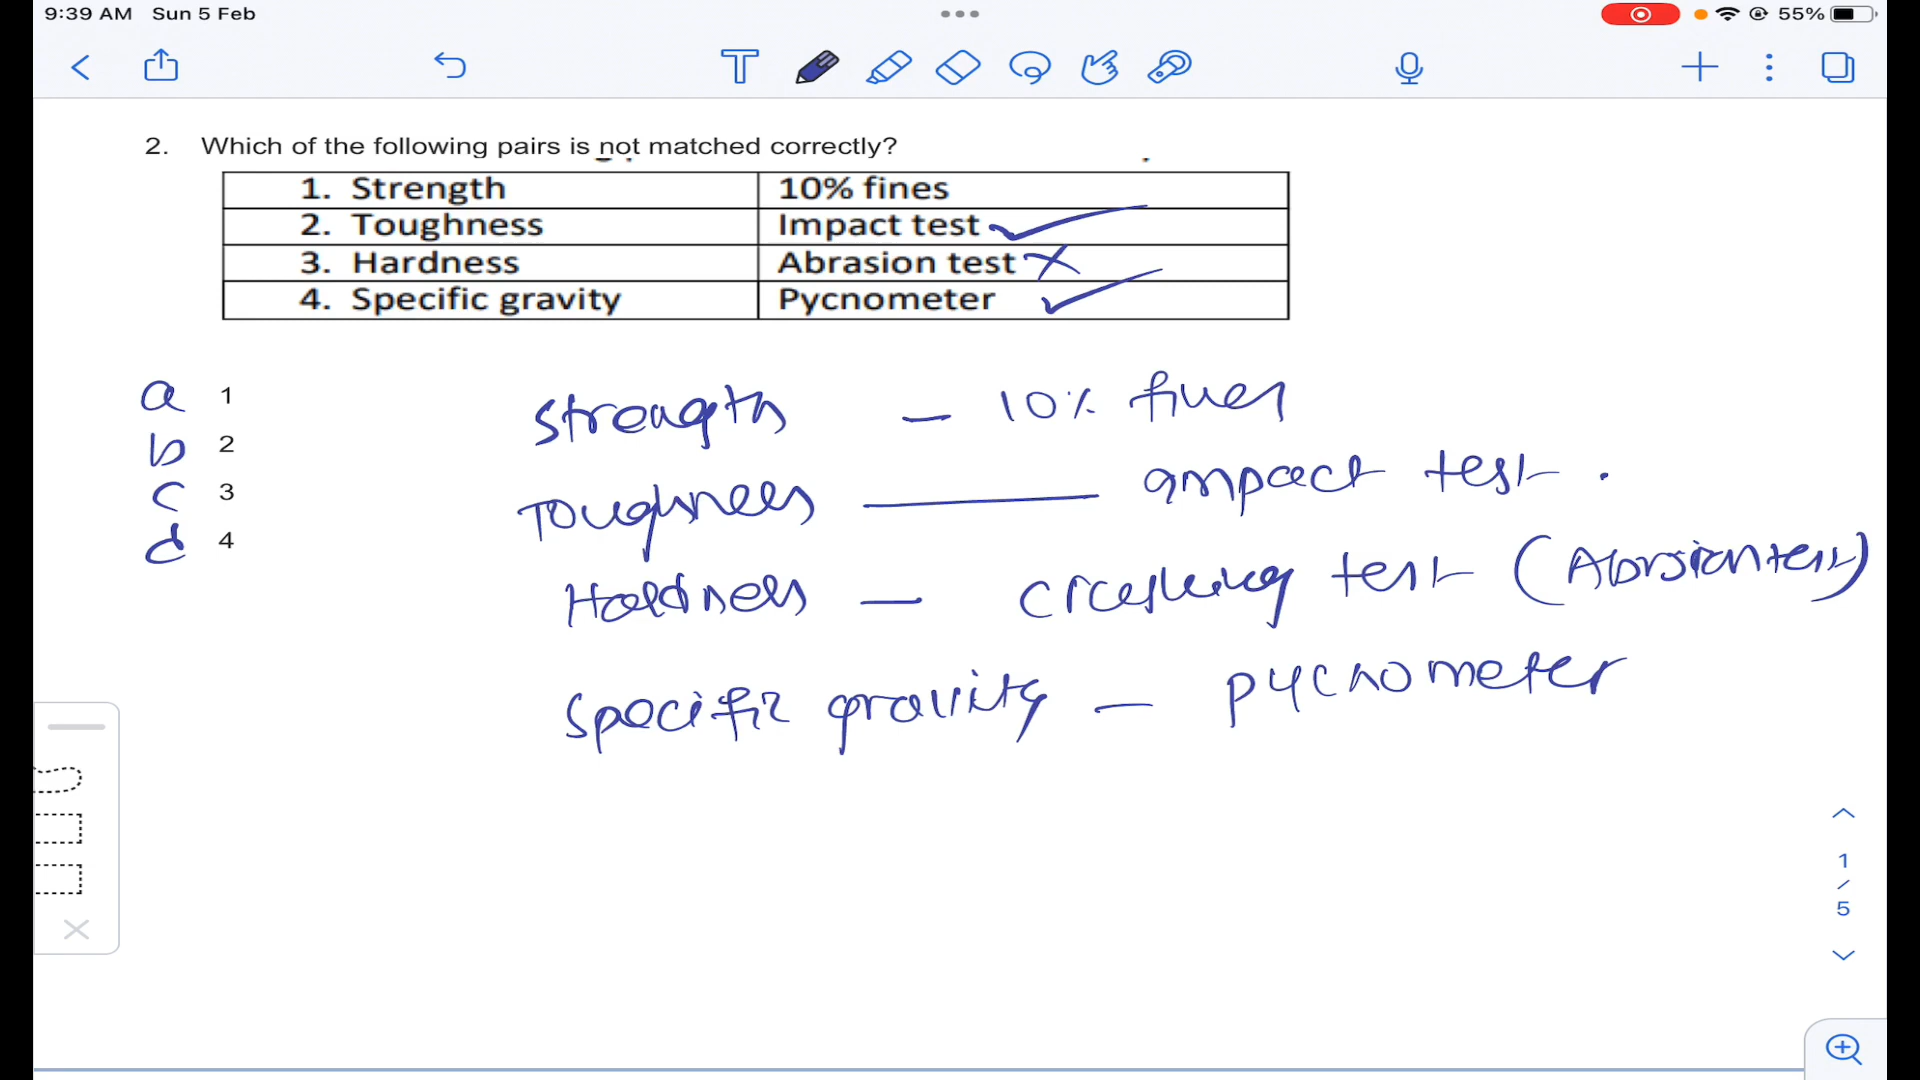 9:39 AM Sun 5 Feb
55%
2. Which of the following pairs is not matched correctly?
1. Strength 10% fines
2. Toughness Impact test
3. Hardness Abrasion test
4. Specific gravity Pycnometer
a 1
b 2
c 3
d 4
Strength - 10% fines
Toughness - impact test .
Hardness - crushing test (Abrsiontest)
Specific gravity - pycnometer
1
/
5